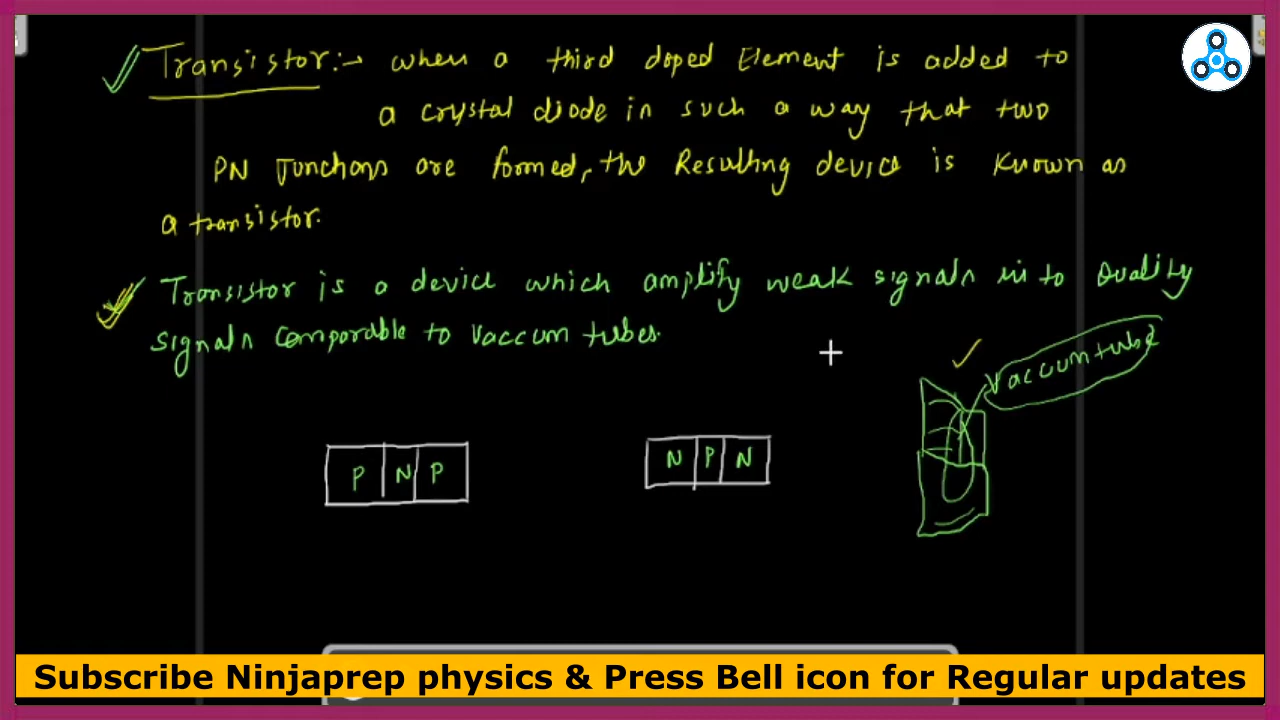 Transistor:→ when a third doped Element is added to
a crystal diode in such a way that two
PN Junctions are formed, the Resulting device is known as
a transistor.
Transistor is a device which amplify weak signals in to Quality
signals comparable to vaccum tubes.
Vaccum tube
P N P
N P N
Subscribe Ninjaprep physics & Press Bell icon for Regular updates